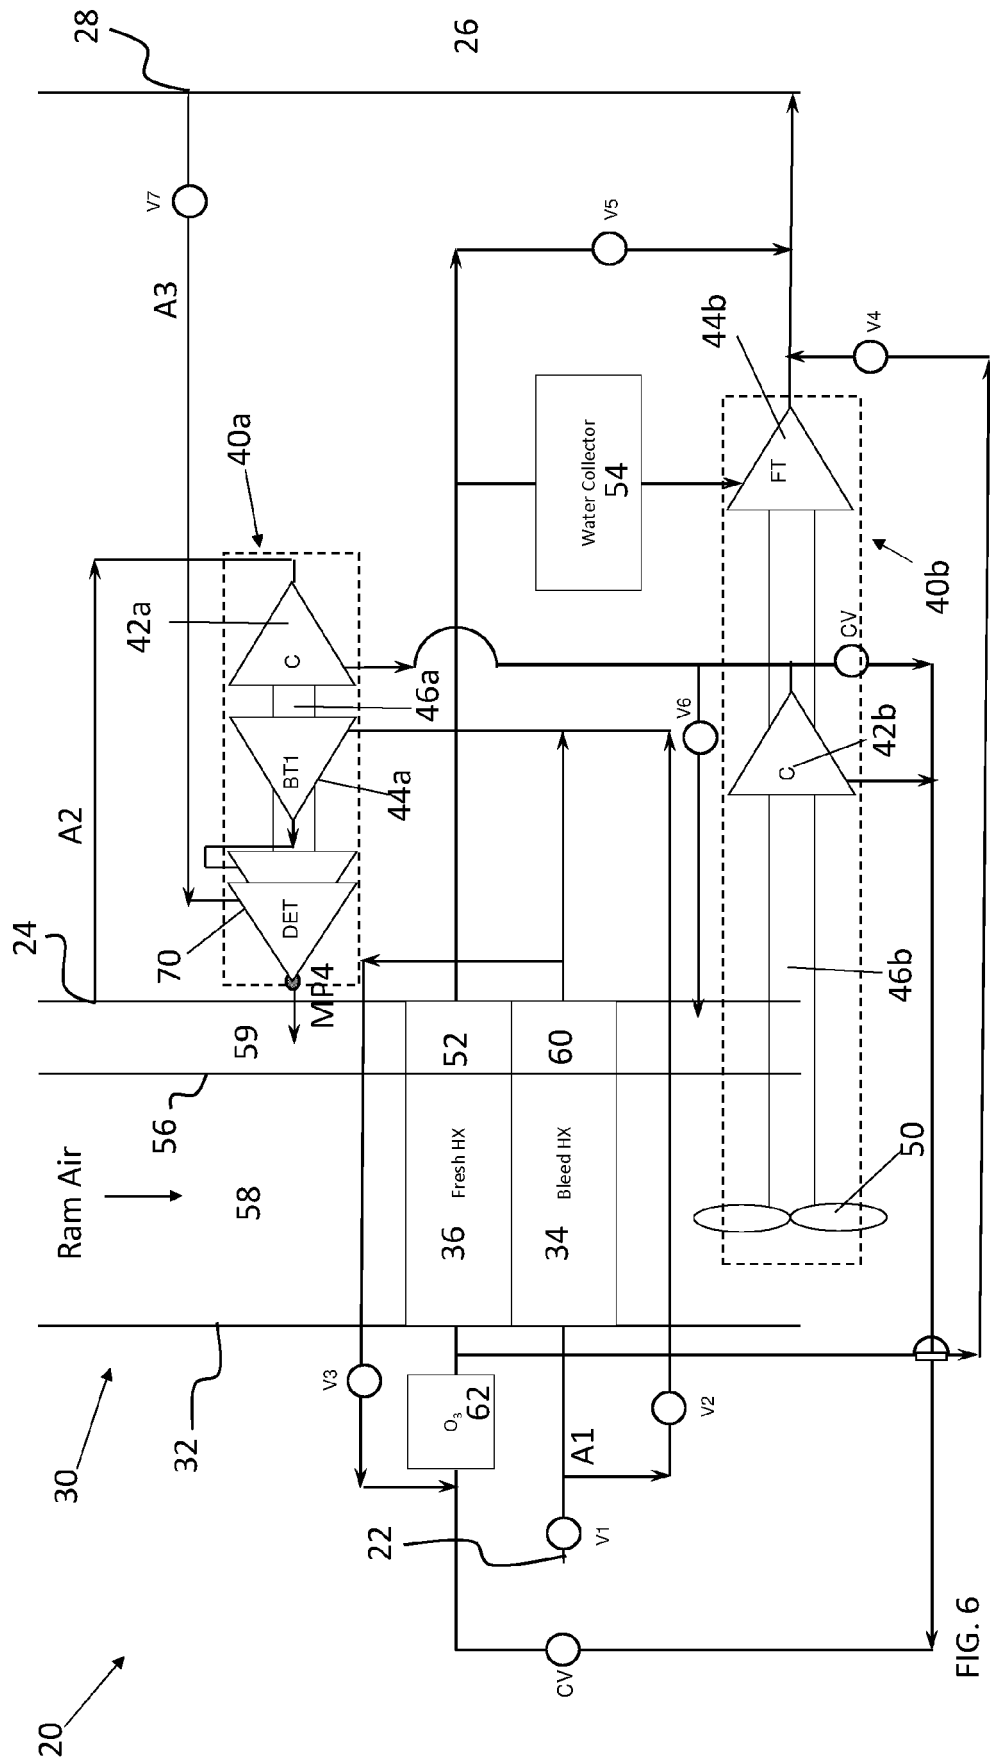 20
30
32
Ram Air
56
58
59
24
A2
A3
V7
28
26
40a
42a
C
46a
BT1
44a
DET
70
MP4
V3
O3
62
36
Fresh HX
52
34
Bleed HX
60
A1
22
V1
V2
CV
V6
Water Collector
54
V5
44b
FT
V4
40b
CV
C
42b
46b
50
FIG. 6